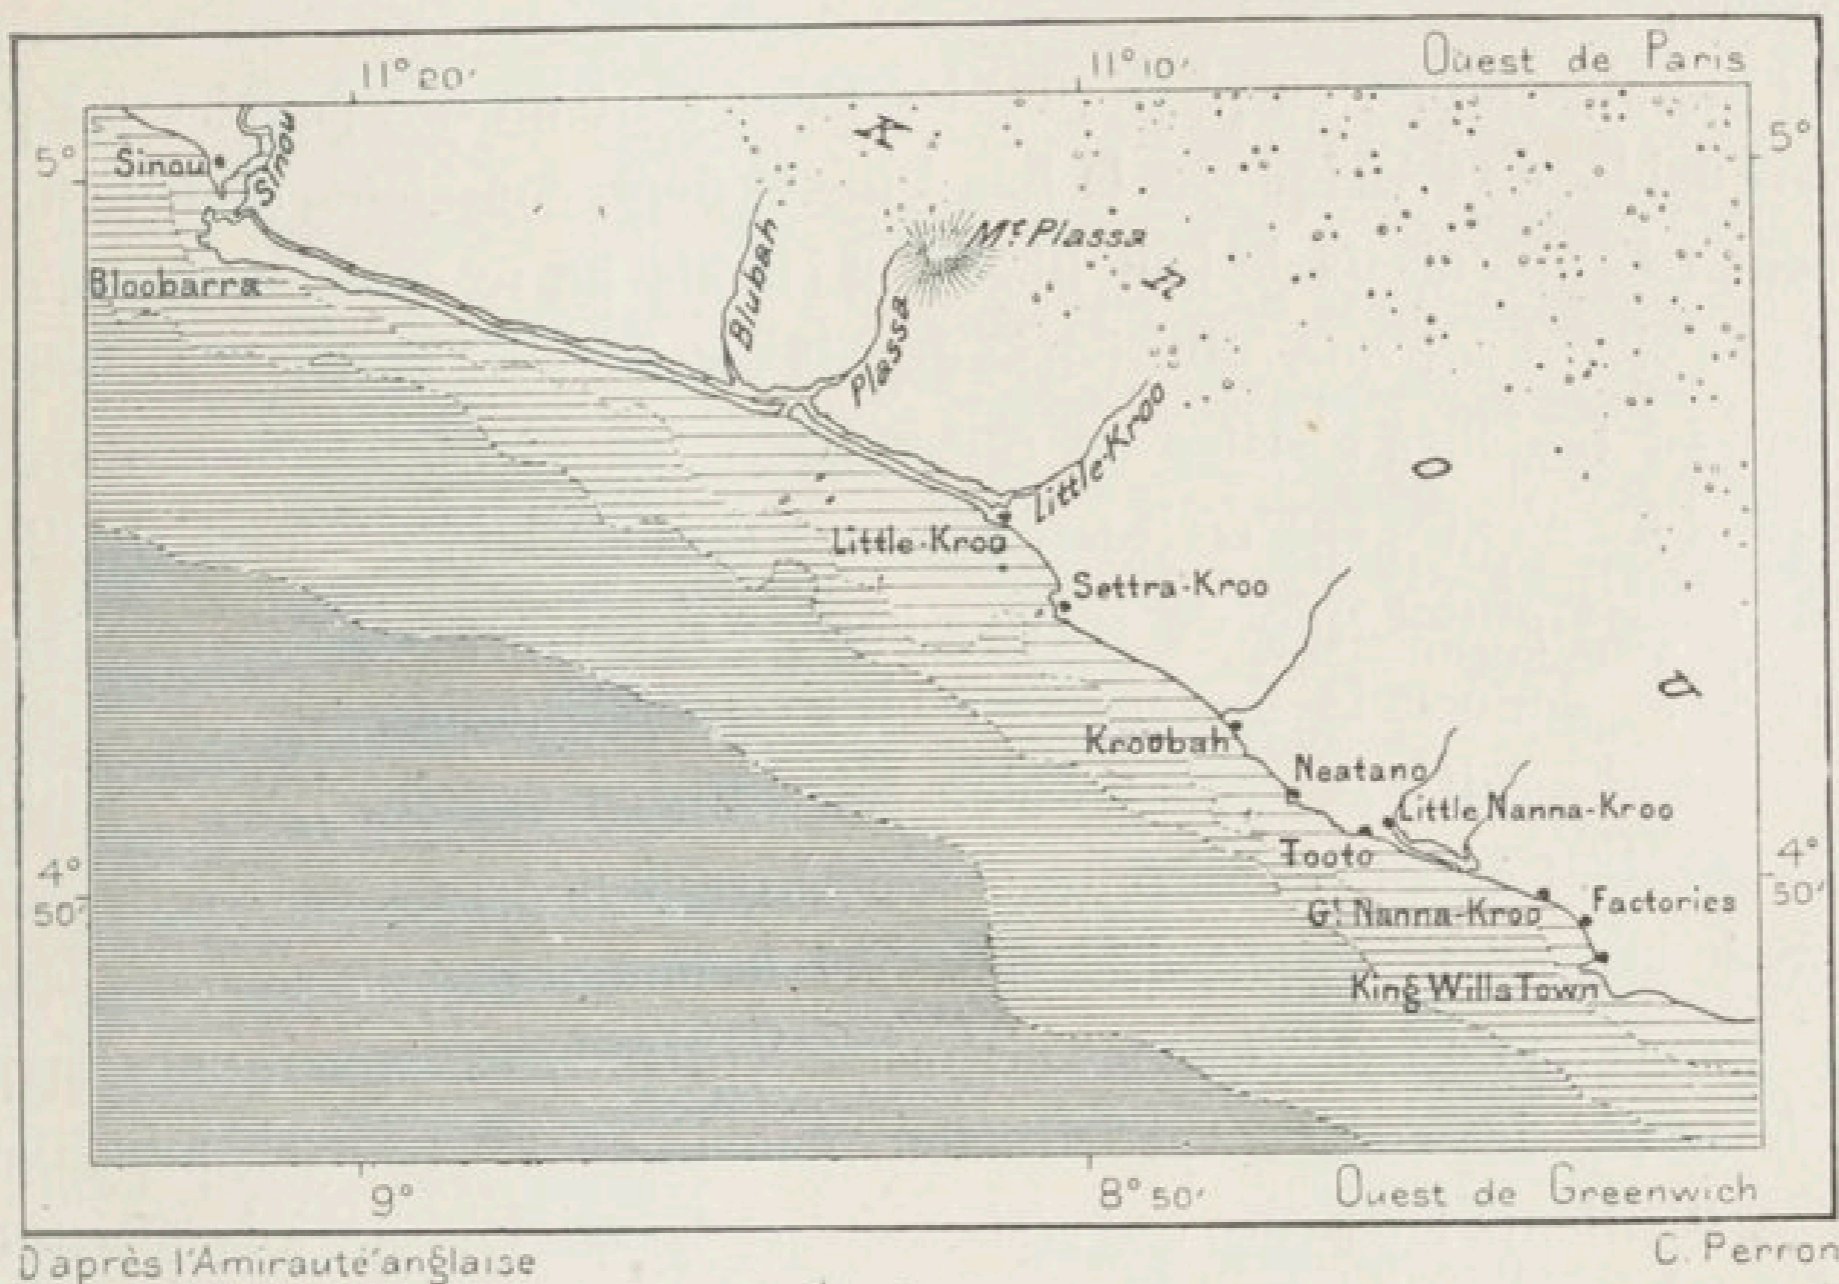 11° 20'
11° 10'
Ouest de Paris
5°
5°
Sinou
Sinou
K
Bloobarra
Blubah
Mt Plassa
Plassa
R
Little-Kroo
O
Little-Kroo
Settra-Kroo
U
Kroobah
Neatano
Little Nanna-Kroo
Tooto
4°
50'
4°
50'
Gt Nanna-Kroo
Factories
King Wills Town
9°
8° 50'
Ouest de Greenwich
D'après l'Amirauté anglaise
C. Perron